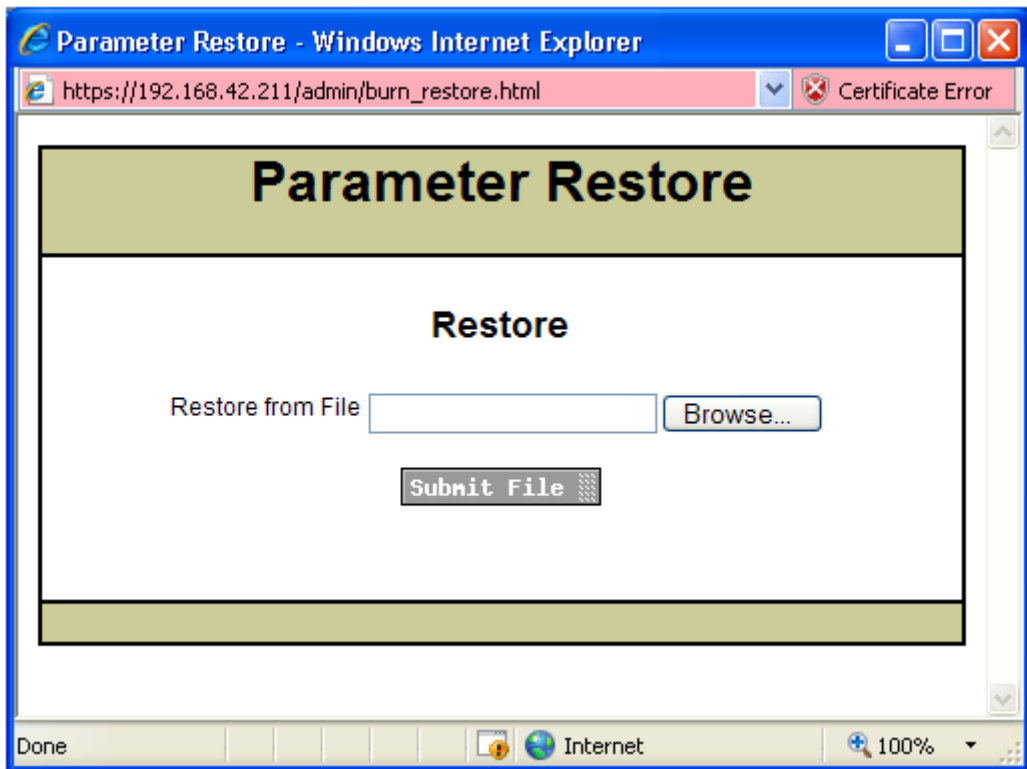 Parameter Restore - Windows Internet Explorer
https://192.168.42.211/admin/burn_restore.html Certificate Error
Parameter Restore
Restore
Restore from File Browse...
Submit File
Done Internet 100%